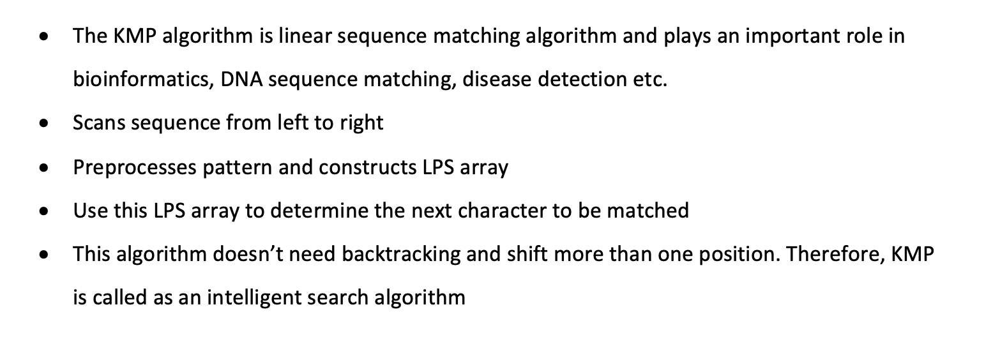 • The KMP algorithm is linear sequence matching algorithm and plays an important role in
bioinformatics, DNA sequence matching, disease detection etc.
• Scans sequence from left to right
• Preprocesses pattern and constructs LPS array
• Use this LPS array to determine the next character to be matched
• This algorithm doesn’t need backtracking and shift more than one position. Therefore, KMP
is called as an intelligent search algorithm